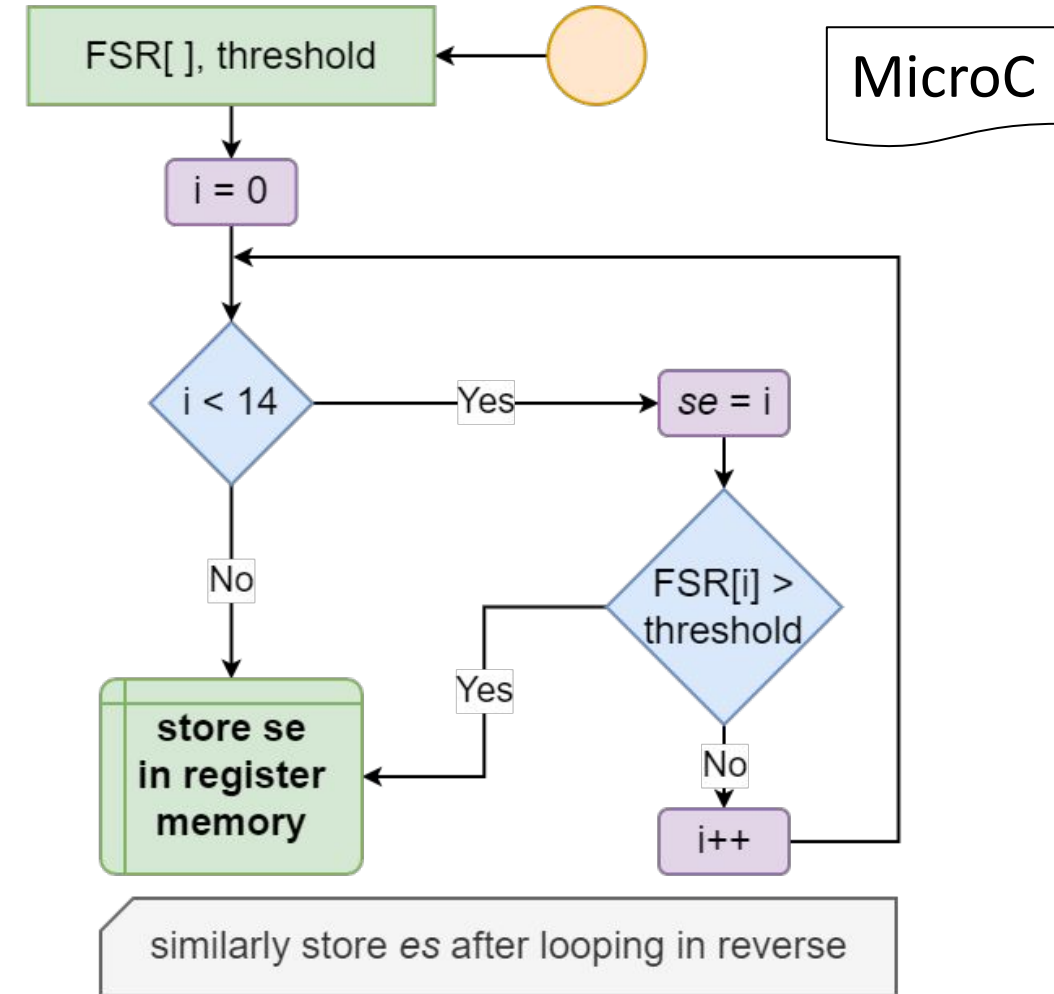 FSR[ ], threshold
MicroC
i = 0
i < 14
Yes
se = i
No
FSR[i] >
threshold
Yes
store se
in register
memory
No
i++
similarly store es after looping in reverse